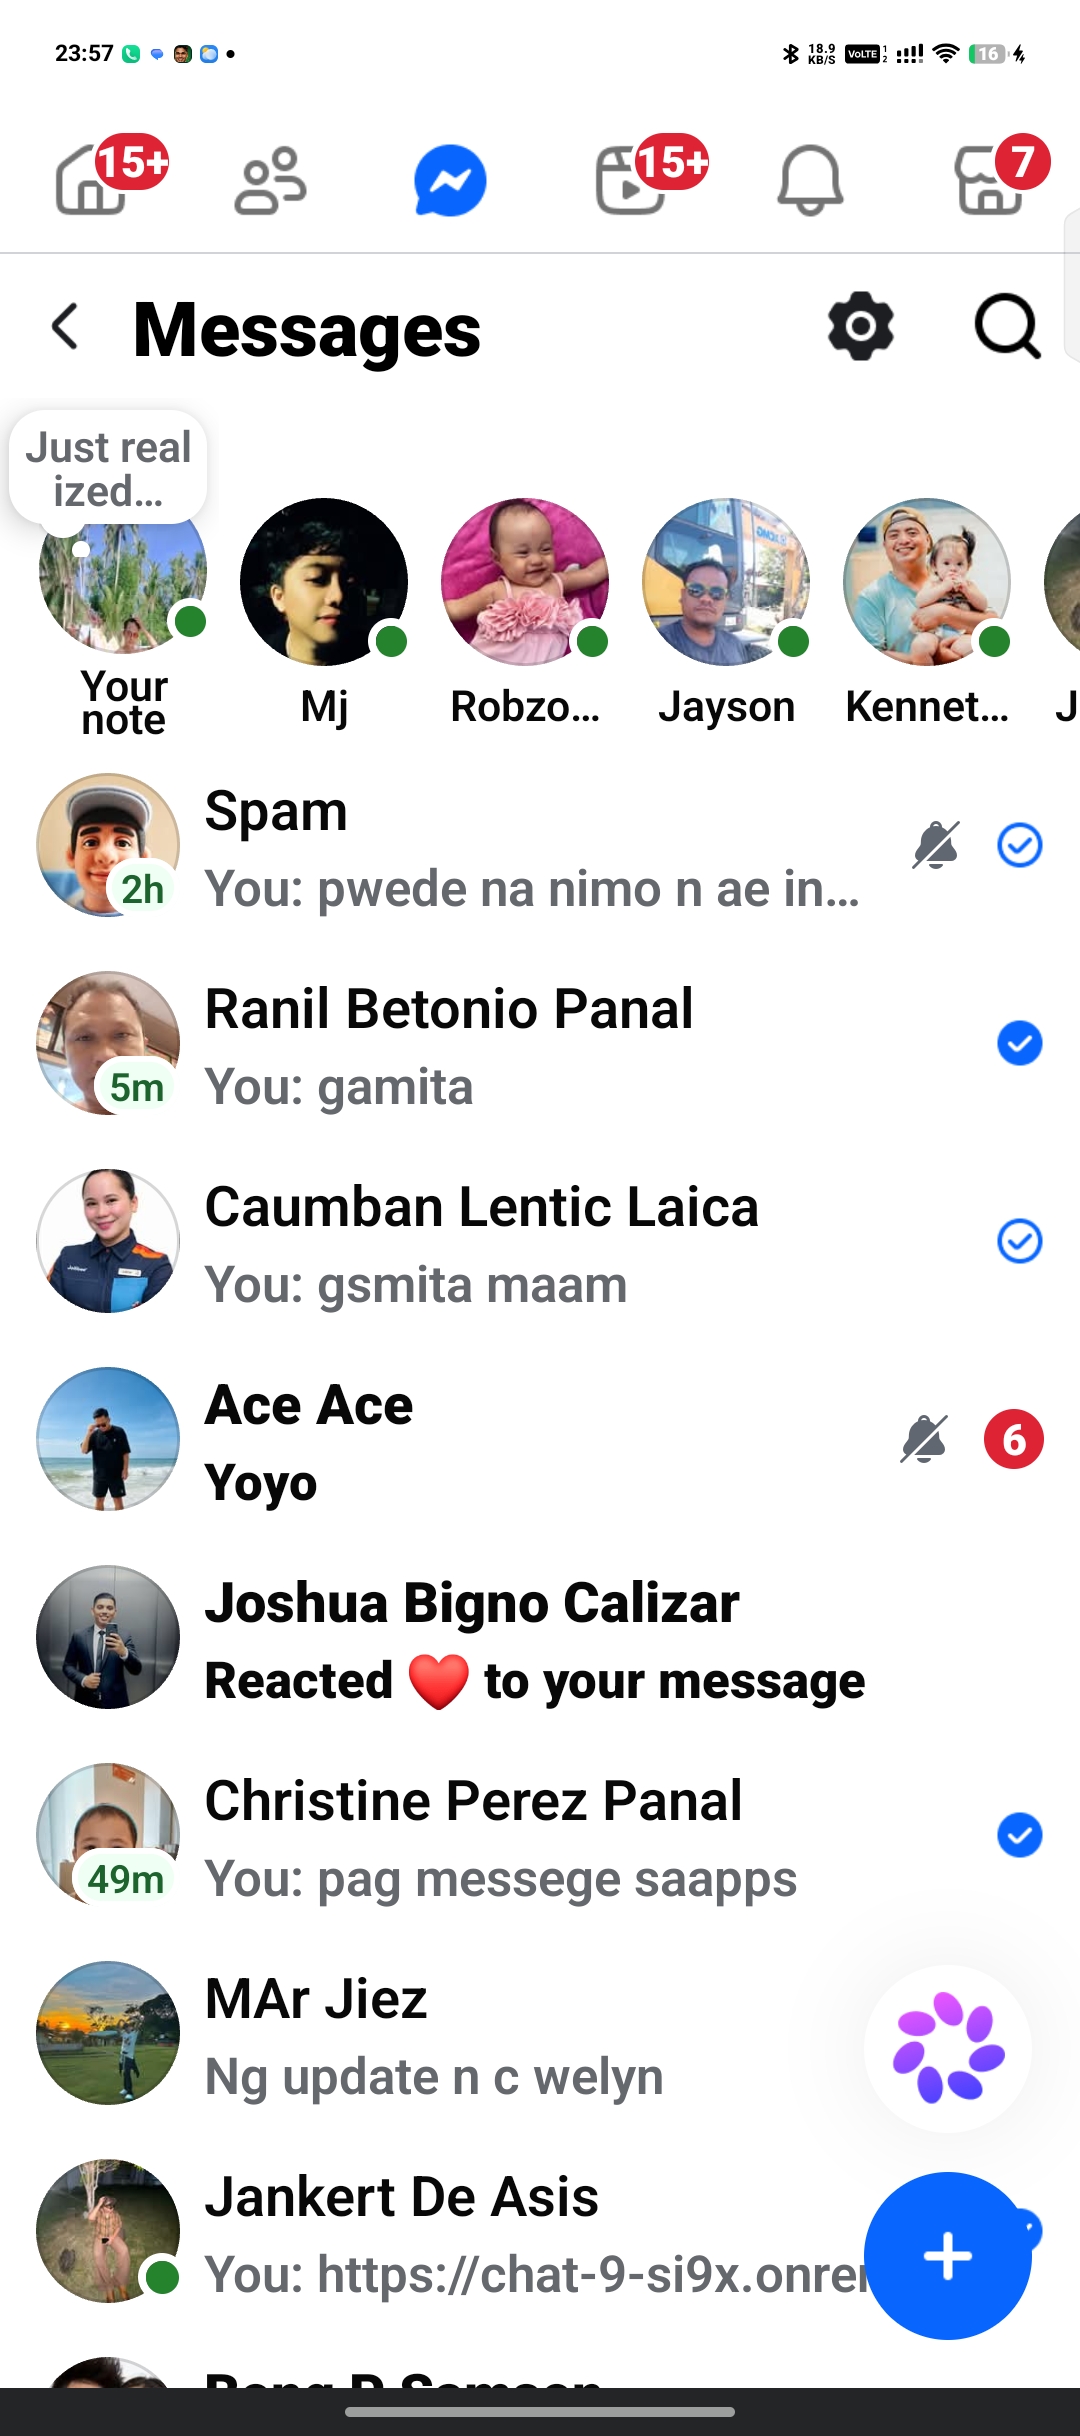 23:57
18.9 KB/S VoLTE 1 2 16
15+ 15+ 7
Messages
Just real
ized...
Your note
Mj
Robzo...
Jayson
Kennet...
J
Spam
You: pwede na nimo n ae in...
2h
Ranil Betonio Panal
You: gamita
5m
Caumban Lentic Laica
You: gsmita maam
Ace Ace
Yoyo
6
Joshua Bigno Calizar
Reacted ❤️ to your message
Christine Perez Panal
You: pag messege saapps
49m
MAr Jiez
Ng update n c welyn
Jankert De Asis
You: https://chat-9-si9x.onre